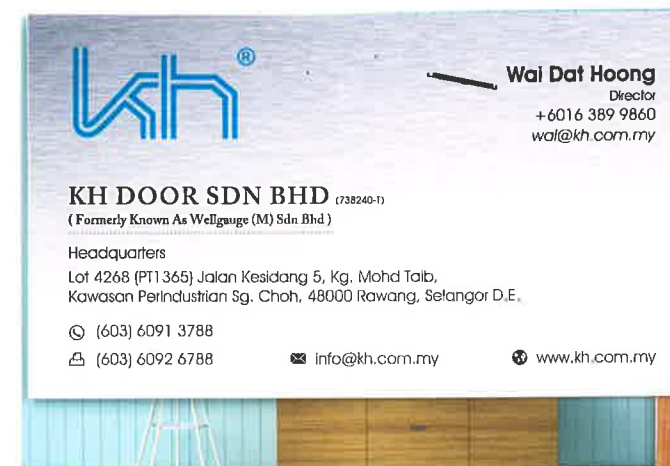 kh®
Wai Dat Hoong
Director
+6016 389 9860
wai@kh.com.my
KH DOOR SDN BHD (738240-T)
( Formerly Known As Wellgauge (M) Sdn Bhd )
Headquarters
Lot 4268 (PT1365) Jalan Kesidang 5, Kg. Mohd Taib,
Kawasan Perindustrian Sg. Choh, 48000 Rawang, Selangor D.E.
(603) 6091 3788
(603) 6092 6788 info@kh.com.my www.kh.com.my